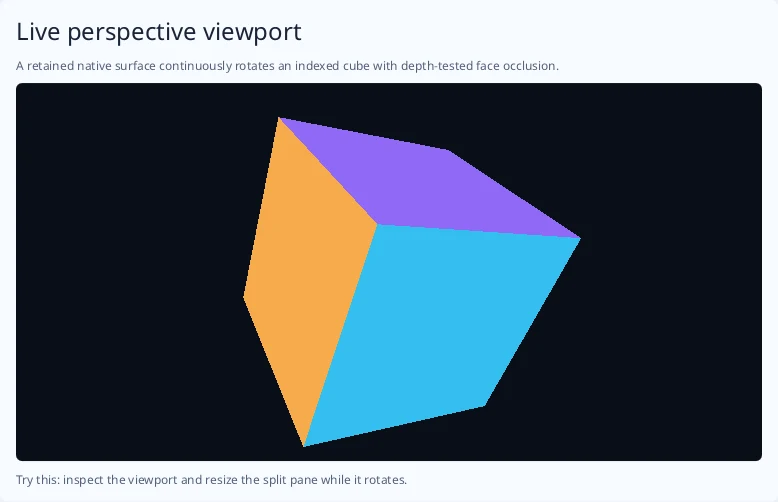 Live perspective viewport
A retained native surface continuously rotates an indexed cube with depth-tested face occlusion.
Try this: inspect the viewport and resize the split pane while it rotates.